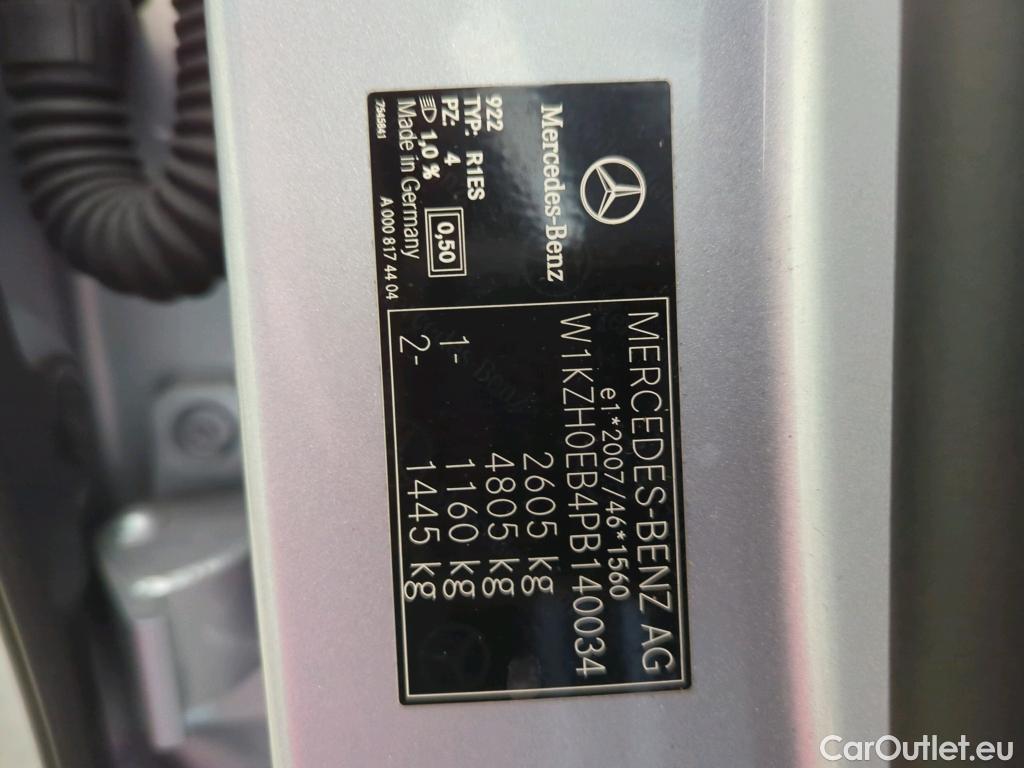 Mercedes-Benz
922
TYP: R1ES
PZ: 4
1,0 %
0,50
Made in Germany
7645841
A 000 817 44 04
MERCEDES-BENZ AG
e1*2007/46*1560
W1KZH0EB4PB140034
2605 kg
4805 kg
1- 1160 kg
2- 1445 kg
CarOutlet.eu